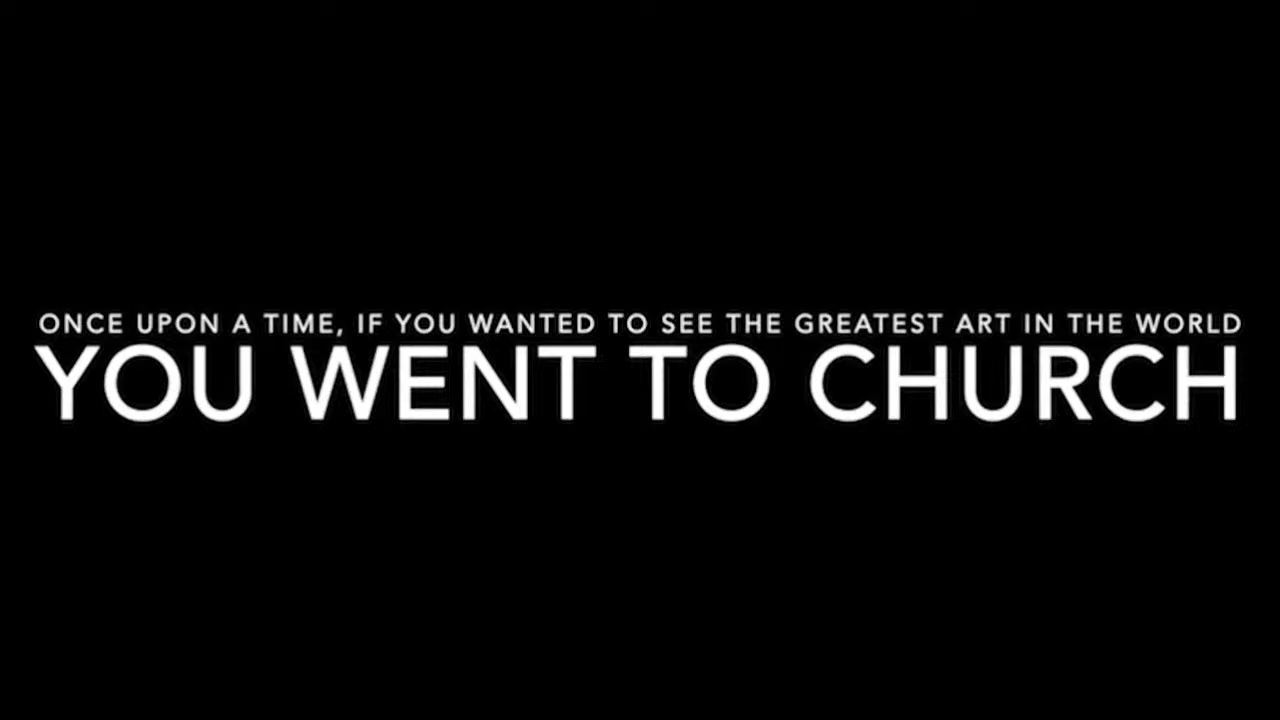 ONCE UPON A TIME, IF YOU WANTED TO SEE THE GREATEST ART IN THE WORLD
YOU WENT TO CHURCH